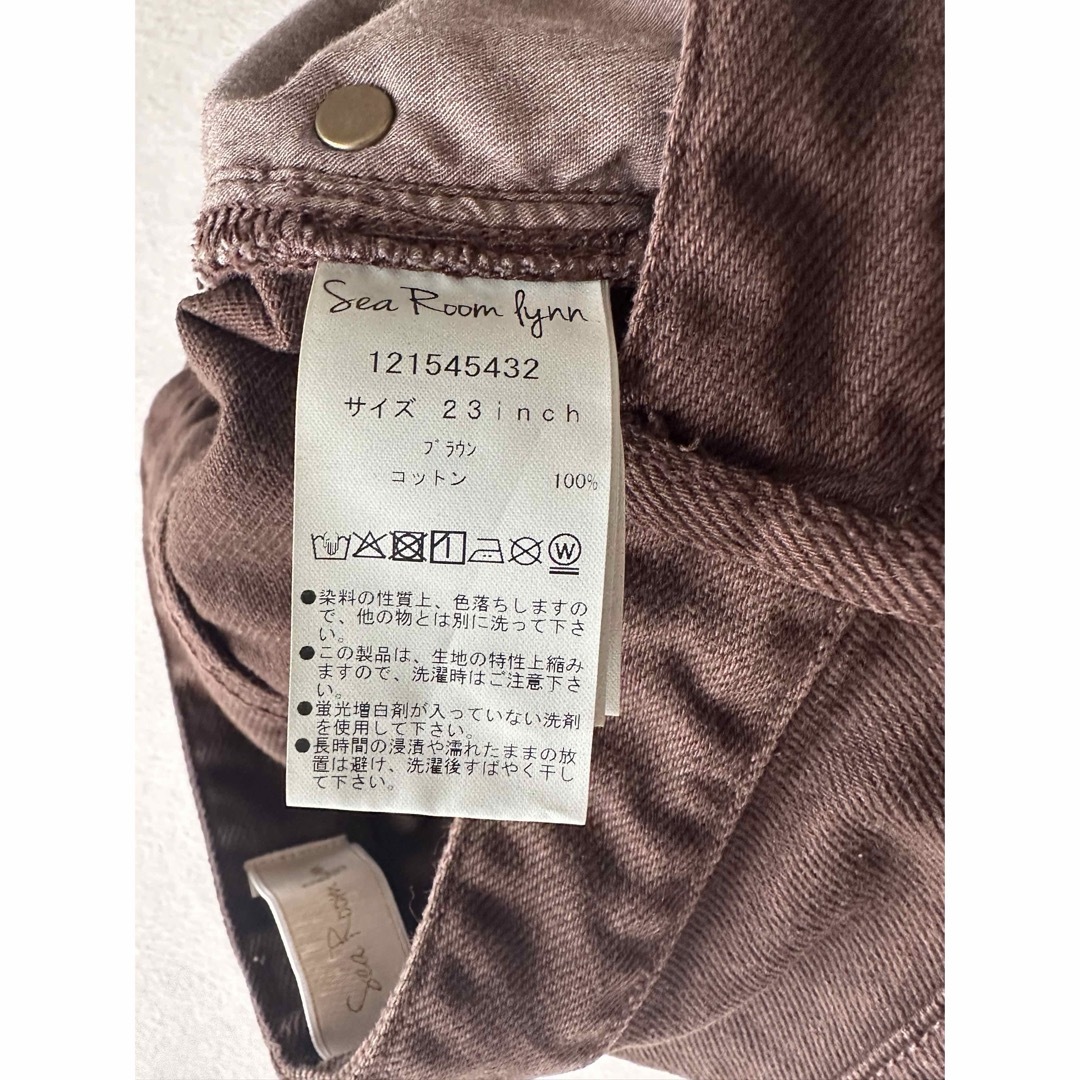 Sea Room lynn
121545432
サイズ 23inch
ﾌﾞﾗｳﾝ
コットン 100%
W
●染料の性質上、色落ちしますの
で、他の物とは別に洗って下さ
い。
●この製品は、生地の特性上縮み
ますので、洗濯時はご注意下さ
い。
●蛍光増白剤が入っていない洗剤
を使用して下さい。
●長時間の浸漬や濡れたままの放
置は避け、洗濯後すばやく干し
て下さい。
Sea Room